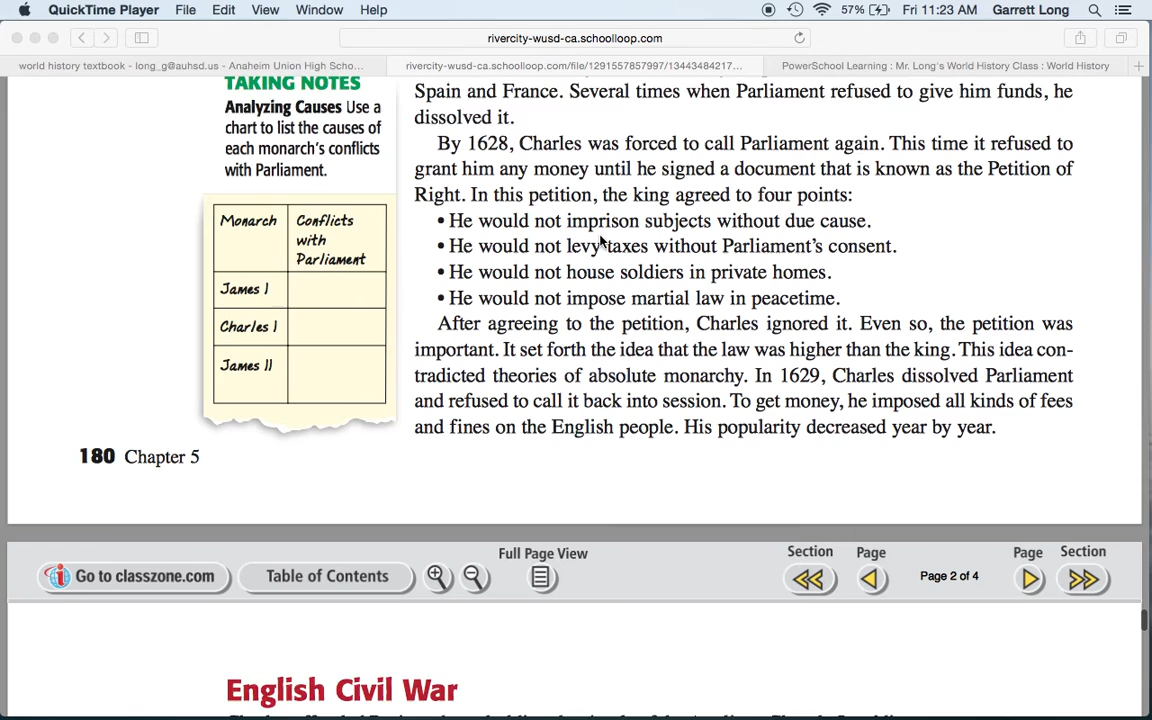 QuickTime Player File Edit View Window Help 57% Fri 11:23 AM Garrett Long
rivercity-wusd-ca.schoolloop.com
world history textbook - long_g@auhsd.us - Anaheim Union High Scho... rivercity-wusd-ca.schoolloop.com/file/1291557857997/13443484217... PowerSchool Learning : Mr. Long's World History Class : World History
TAKING NOTES
Analyzing Causes Use a
chart to list the causes of
each monarch's conflicts
with Parliament.
Monarch Conflicts
with
Parliament
James I
Charles I
James II
180 Chapter 5
Spain and France. Several times when Parliament refused to give him funds, he
dissolved it.
By 1628, Charles was forced to call Parliament again. This time it refused to
grant him any money until he signed a document that is known as the Petition of
Right. In this petition, the king agreed to four points:
• He would not imprison subjects without due cause.
• He would not levy taxes without Parliament's consent.
• He would not house soldiers in private homes.
• He would not impose martial law in peacetime.
After agreeing to the petition, Charles ignored it. Even so, the petition was
important. It set forth the idea that the law was higher than the king. This idea con-
tradicted theories of absolute monarchy. In 1629, Charles dissolved Parliament
and refused to call it back into session. To get money, he imposed all kinds of fees
and fines on the English people. His popularity decreased year by year.
Go to classzone.com Table of Contents Full Page View Section Page Page 2 of 4 Page Section
English Civil War